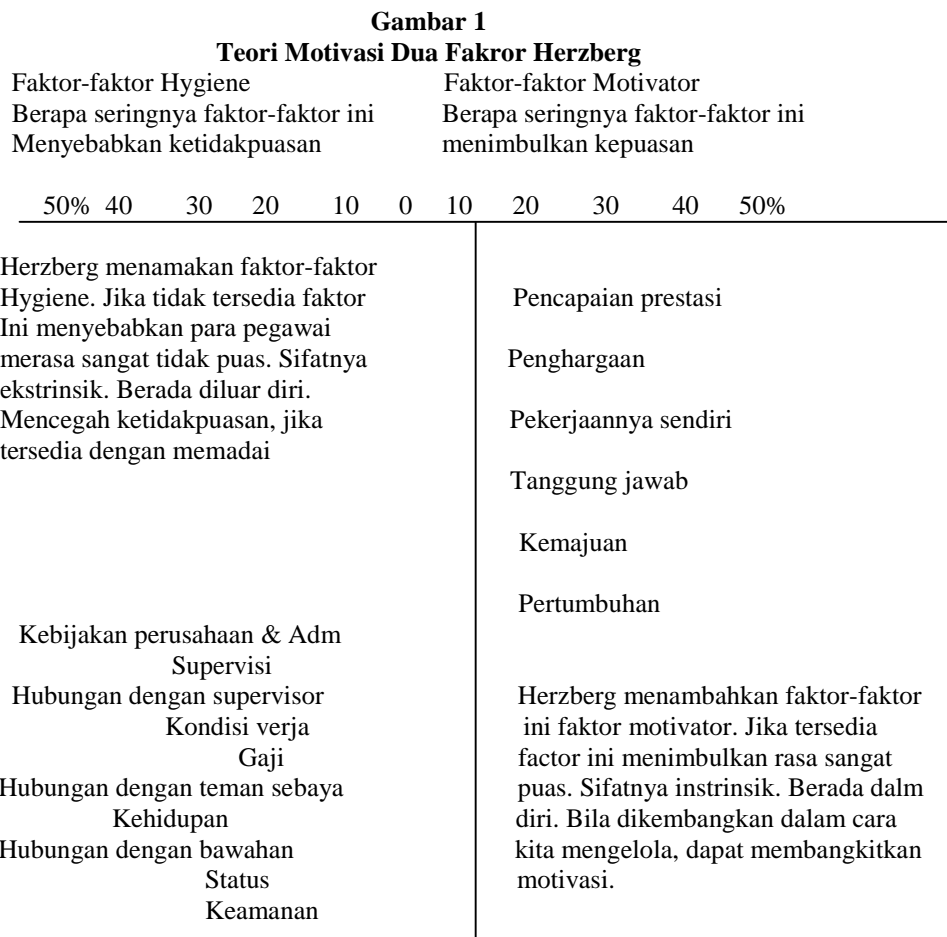 Gambar 1
Teori Motivasi Dua Fakror Herzberg
Faktor-faktor Hygiene
Berapa seringnya faktor-faktor ini
Menyebabkan ketidakpuasan
Faktor-faktor Motivator
Berapa seringnya faktor-faktor ini
menimbulkan kepuasan
50% 40 30 20 10 0 10 20 30 40 50%
Herzberg menamakan faktor-faktor
Hygiene. Jika tidak tersedia faktor
Ini menyebabkan para pegawai
merasa sangat tidak puas. Sifatnya
ekstrinsik. Berada diluar diri.
Mencegah ketidakpuasan, jika
tersedia dengan memadai
Kebijakan perusahaan & Adm
Supervisi
Hubungan dengan supervisor
Kondisi verja
Gaji
Hubungan dengan teman sebaya
Kehidupan
Hubungan dengan bawahan
Status
Keamanan
Pencapaian prestasi
Penghargaan
Pekerjaannya sendiri
Tanggung jawab
Kemajuan
Pertumbuhan
Herzberg menambahkan faktor-faktor
ini faktor motivator. Jika tersedia
factor ini menimbulkan rasa sangat
puas. Sifatnya instrinsik. Berada dalm
diri. Bila dikembangkan dalam cara
kita mengelola, dapat membangkitkan
motivasi.